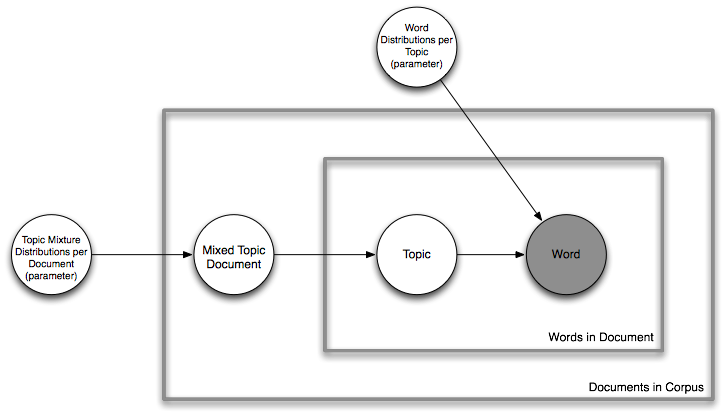 Word
Distributions per
Topic
(parameter)
Topic Mixture
Distributions per
Document
(parameter)
Mixed Topic
Document
Topic
Word
Words in Document
Documents in Corpus